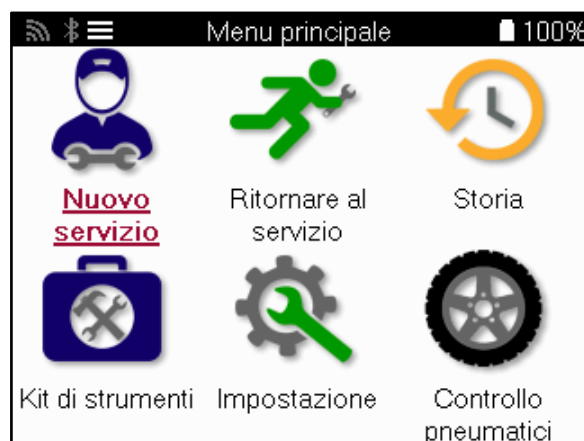 Menu principale 100%
Nuovo servizio
Ritornare al servizio
Storia
Kit di strumenti
Impostazione
Controllo pneumatici